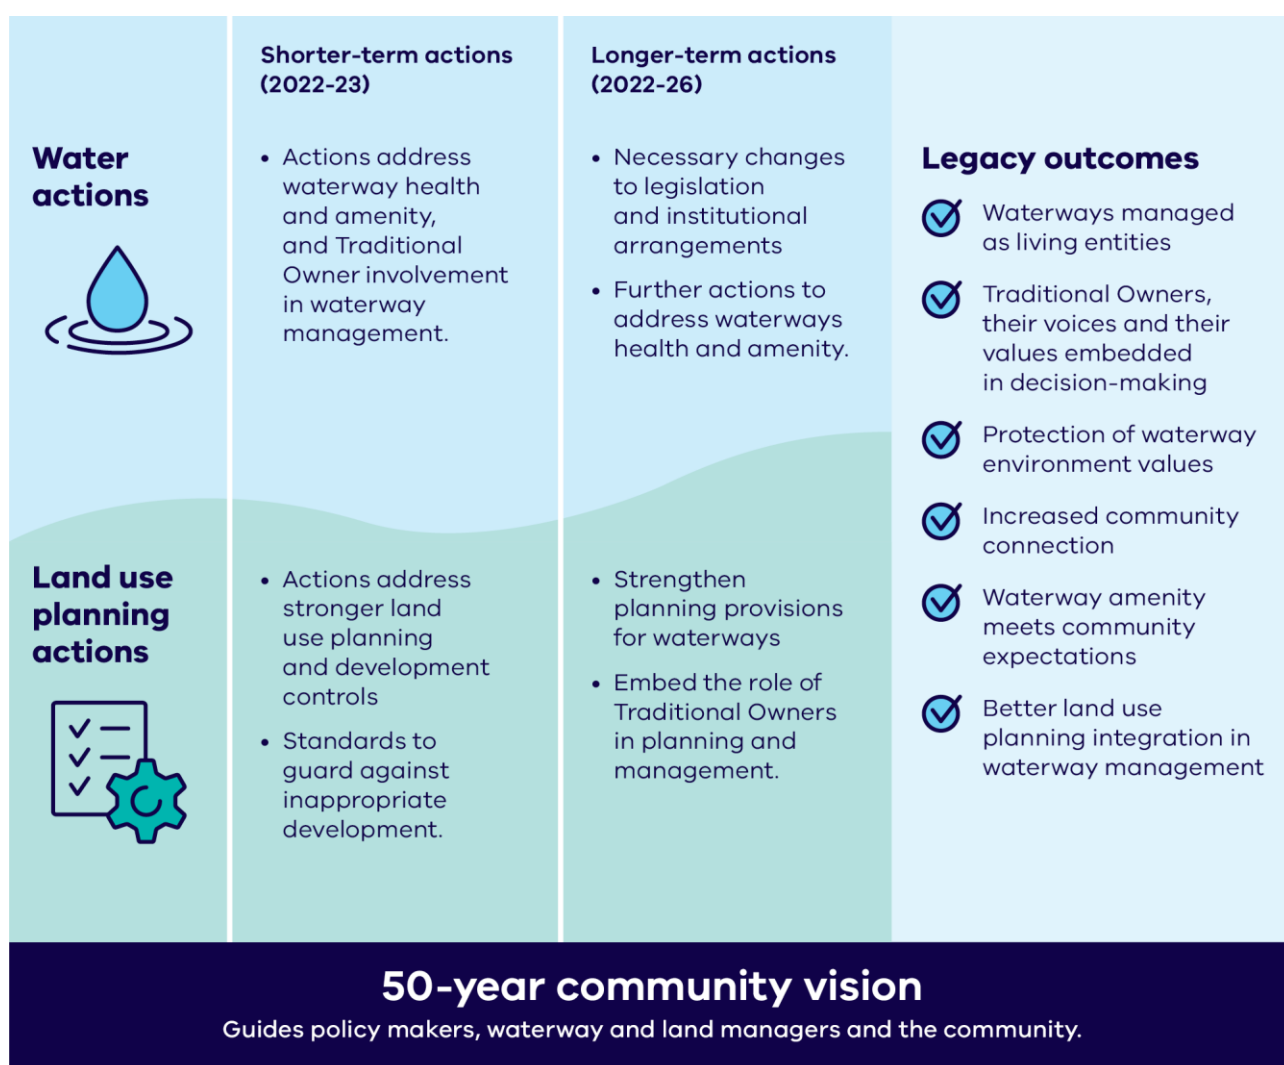 Shorter-term actions
(2022-23)
Longer-term actions
(2022-26)
Water
actions
• Actions address
waterway health
and amenity,
and Traditional
Owner involvement
in waterway
management.
• Necessary changes
to legislation
and institutional
arrangements
• Further actions to
address waterways
health and amenity.
Land use
planning
actions
• Actions address
stronger land
use planning
and development
controls
• Standards to
guard against
inappropriate
development.
• Strengthen
planning provisions
for waterways
• Embed the role of
Traditional Owners
in planning and
management.
Legacy outcomes
Waterways managed
as living entities
Traditional Owners,
their voices and their
values embedded
in decision-making
Protection of waterway
environment values
Increased community
connection
Waterway amenity
meets community
expectations
Better land use
planning integration in
waterway management
50-year community vision
Guides policy makers, waterway and land managers and the community.